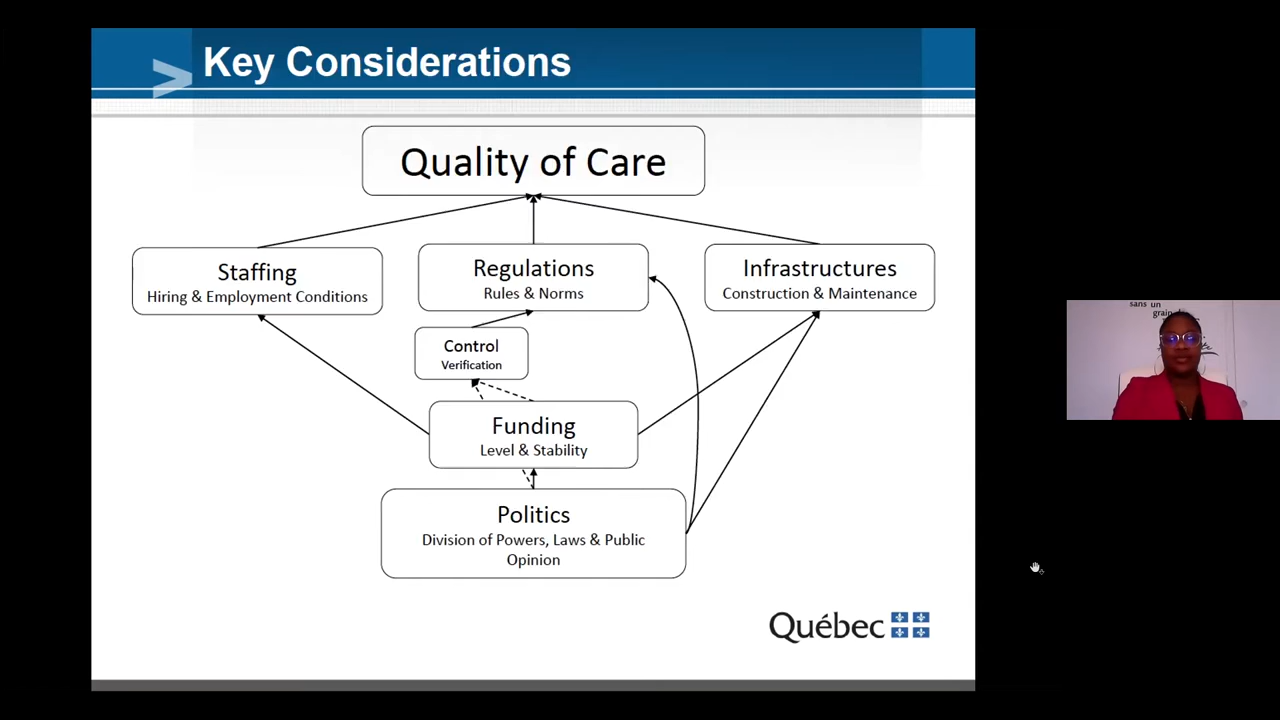 Key Considerations
Quality of Care
Staffing
Hiring & Employment Conditions
Regulations
Rules & Norms
Infrastructures
Construction & Maintenance
Control
Verification
Funding
Level & Stability
Politics
Division of Powers, Laws & Public
Opinion
Québec
sans un
grain